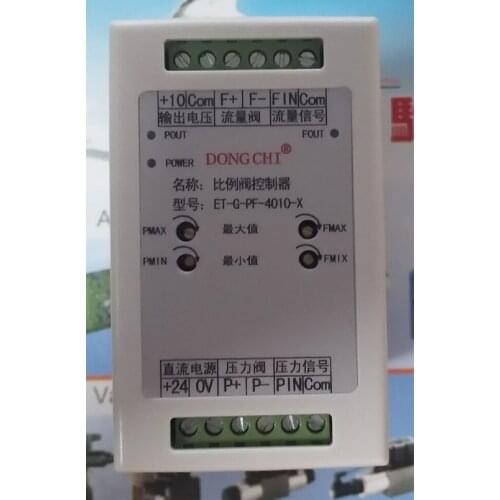 +10 Com F+ F- FIN Com
输出电压 流量阀 流量信号
POUT FOUT
POWER DONG CHI®
名称: 比例阀控制器
型号: ET-G-PF-4010-X
PMAX 最大值 FMAX
PMIN 最小值 FMIX
直流电源 压力阀 压力信号
+24 0V P+ P- PIN Com